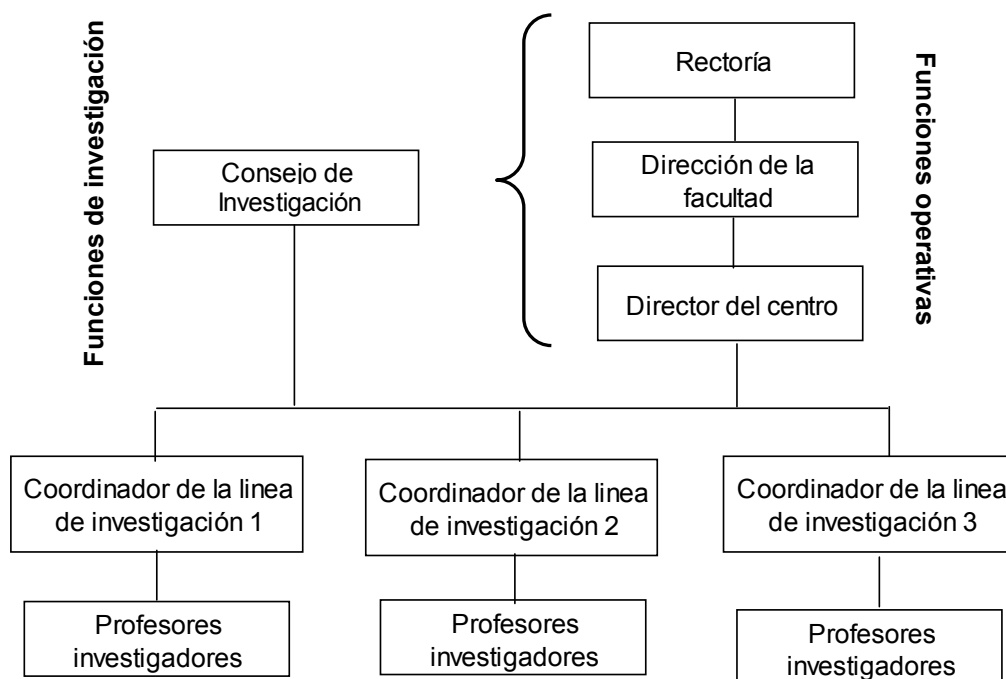 Funciones de investigación
Consejo de
Investigación
Rectoría
Dirección de la
facultad
Director del centro
Funciones operativas
Coordinador de la linea
de investigación 1
Coordinador de la linea
de investigación 2
Coordinador de la linea
de investigación 3
Profesores
investigadores
Profesores
investigadores
Profesores
investigadores